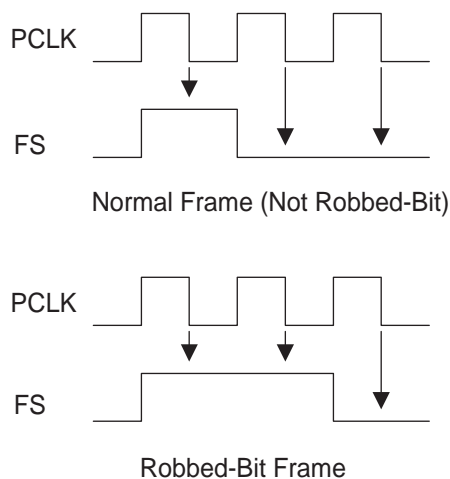 PCLK
FS
Normal Frame (Not Robbed-Bit)
PCLK
FS
Robbed-Bit Frame